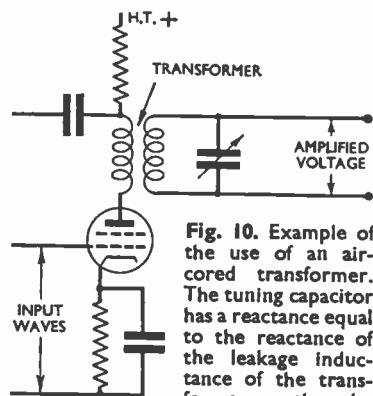 H.T. +
TRANSFORMER
AMPLIFIED
VOLTAGE
INPUT
WAVES
Fig. 10. Example of
the use of an air-
cored transformer.
The tuning capacitor
has a reactance equal
to the reactance of
the leakage induc-
tance of the trans-